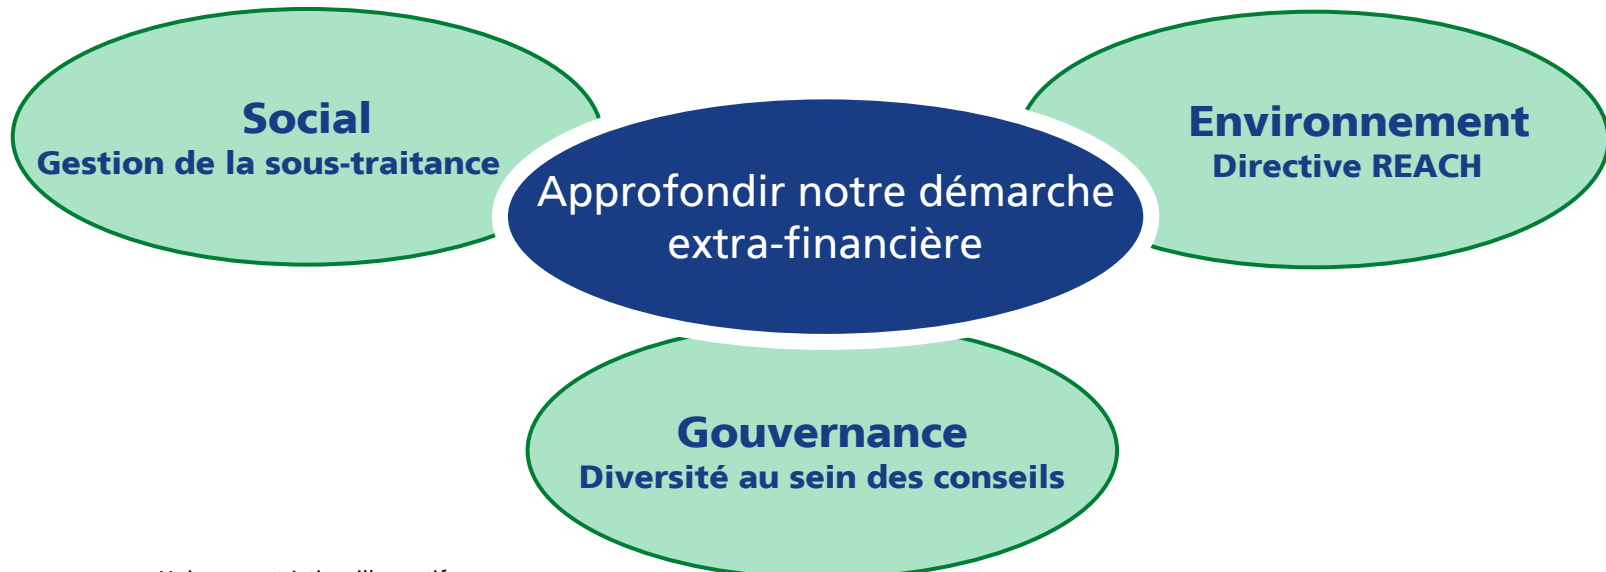 Social
Gestion de la sous-traitance
Environnement
Directive REACH
Approfondir notre démarche
extra-financière
Gouvernance
Diversité au sein des conseils